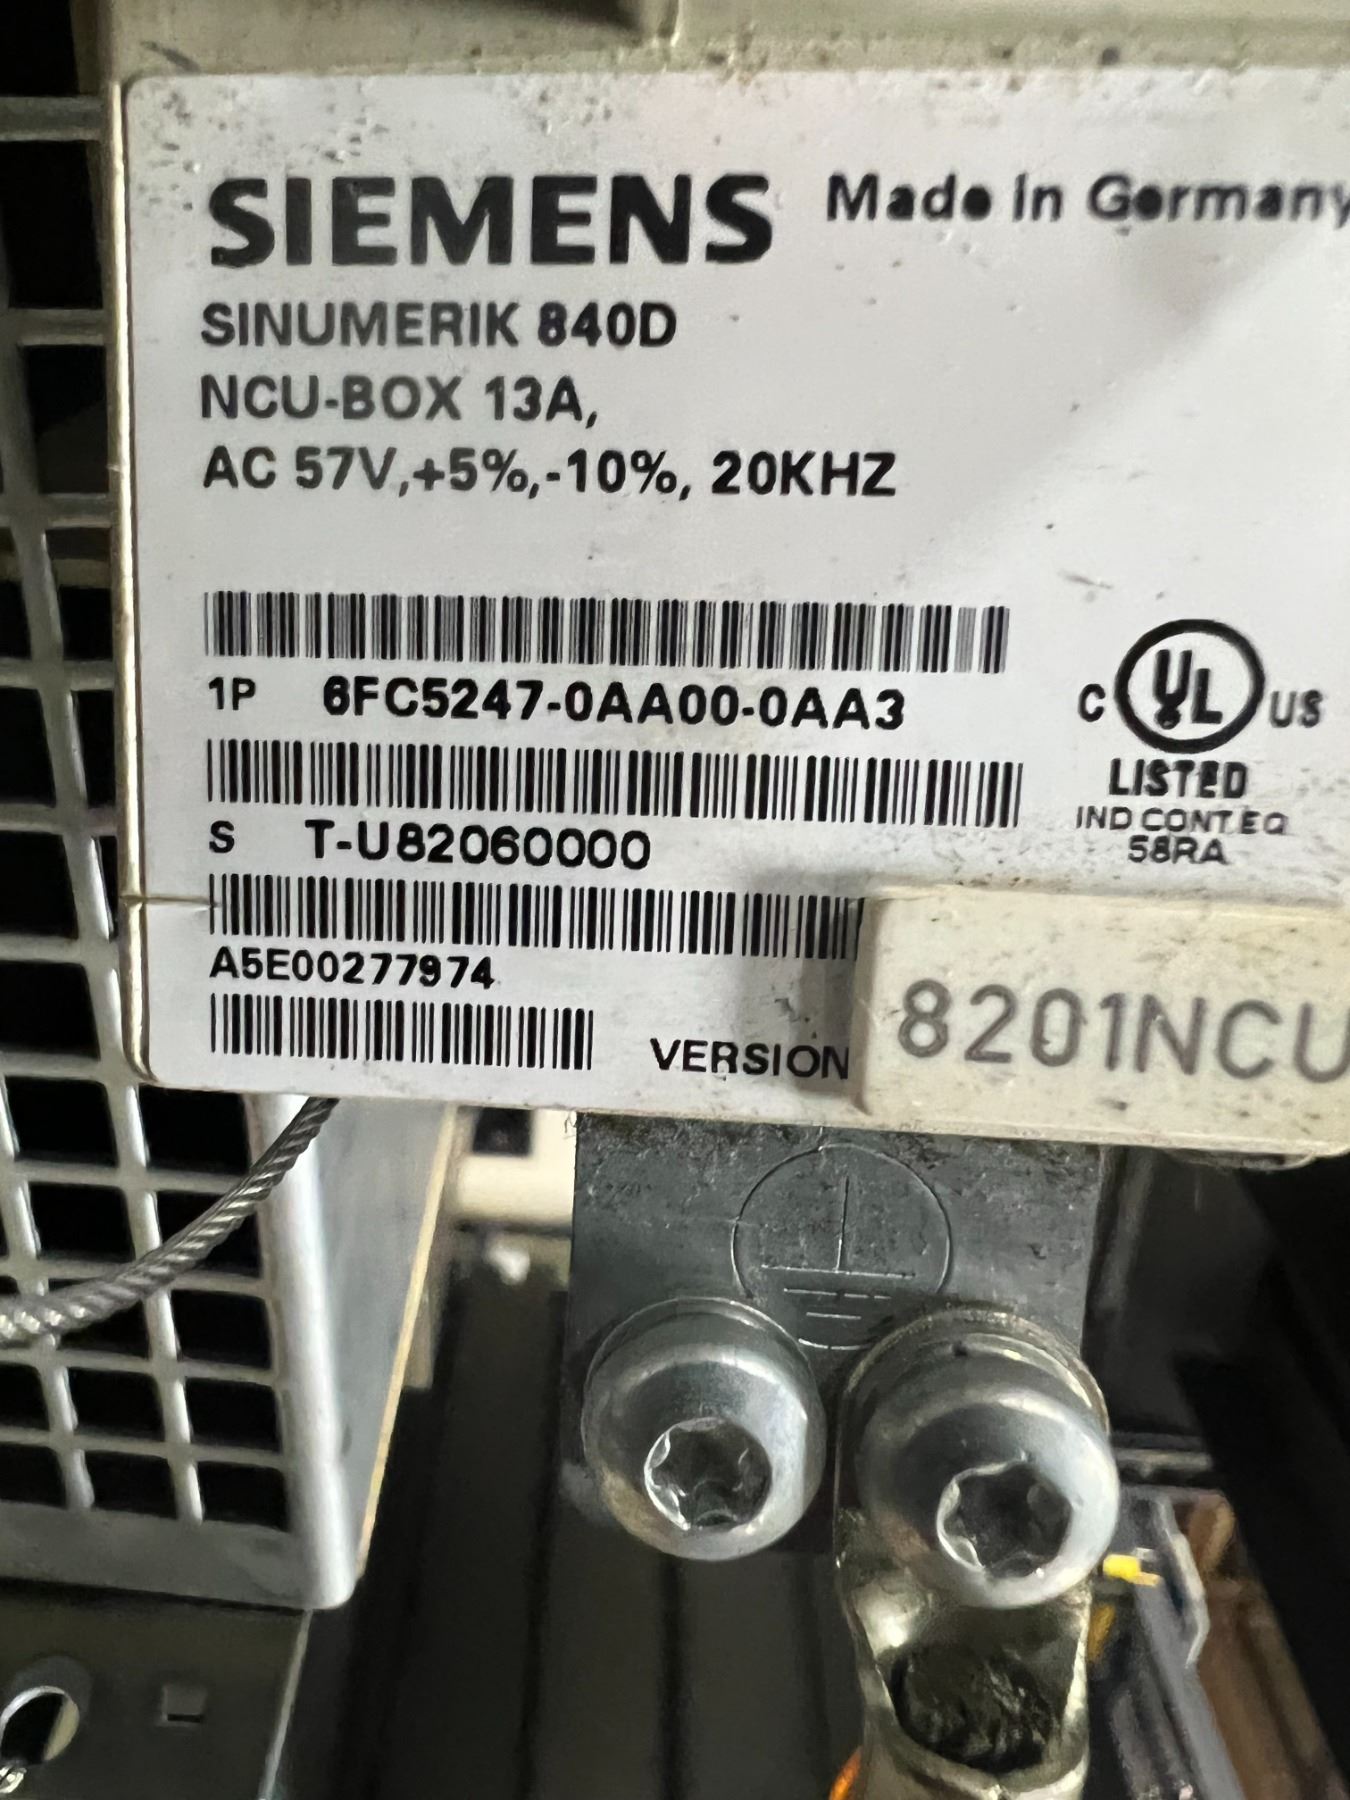 SIEMENS Made in Germany
SINUMERIK 840D
NCU-BOX 13A,
AC 57V,+5%,-10%, 20KHZ
1P 6FC5247-0AA00-0AA3
C UL US
LISTED
IND CONT EQ
58RA
S T-U82060000
A5E00277974
VERSION
8201NCU